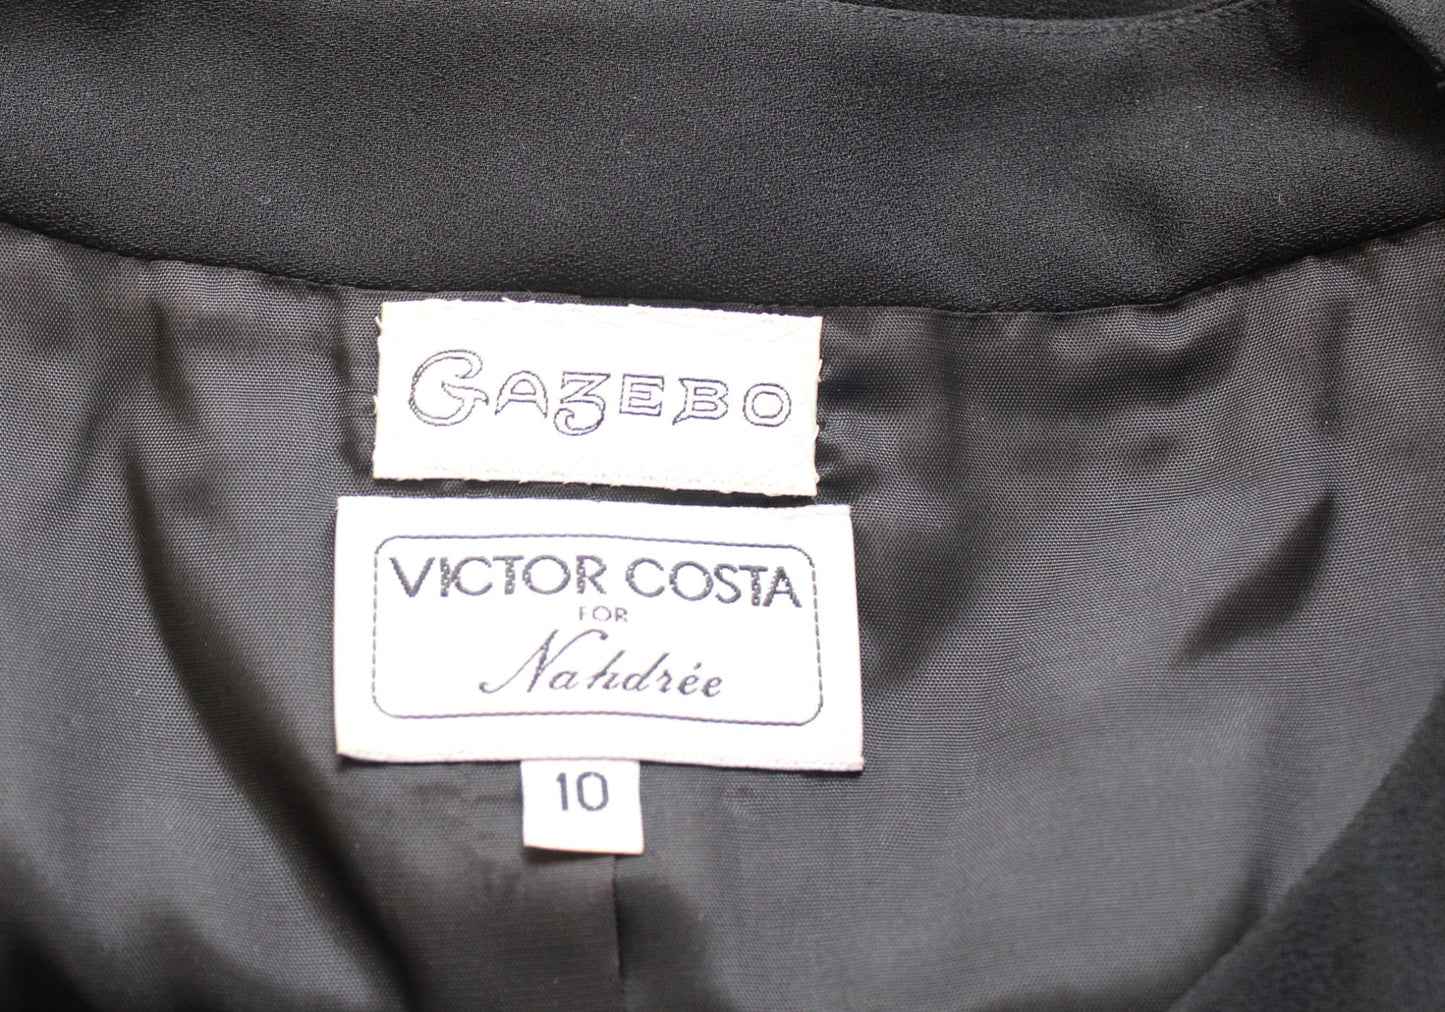 GAZEBO
VICTOR COSTA
FOR
Nahdrée
10